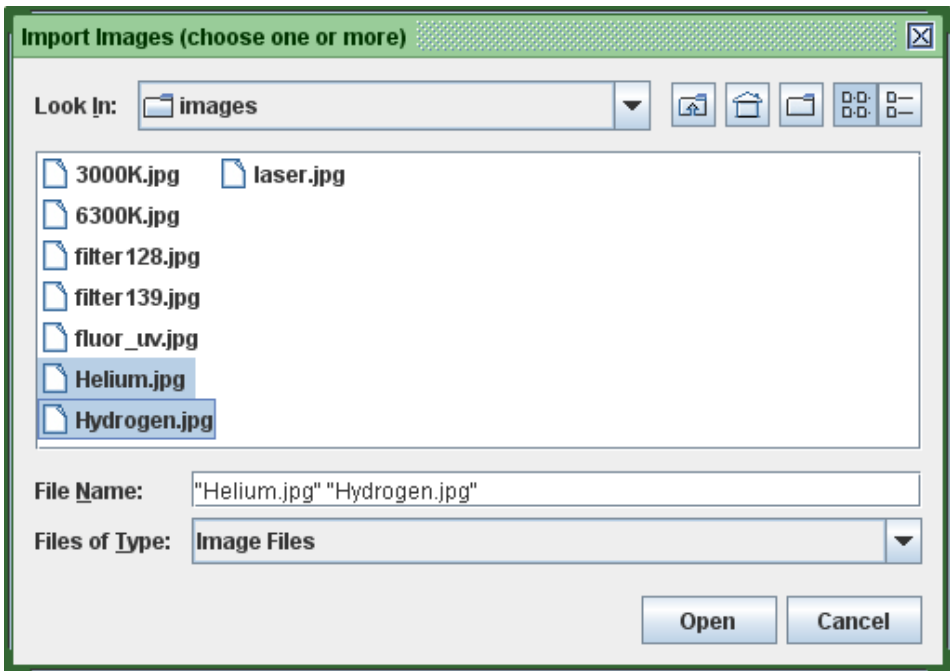 Import Images (choose one or more)
Look In: images
3000K.jpg laser.jpg
6300K.jpg
filter128.jpg
filter139.jpg
fluor_uv.jpg
Helium.jpg
Hydrogen.jpg
File Name: "Helium.jpg" "Hydrogen.jpg"
Files of Type: Image Files
Open Cancel